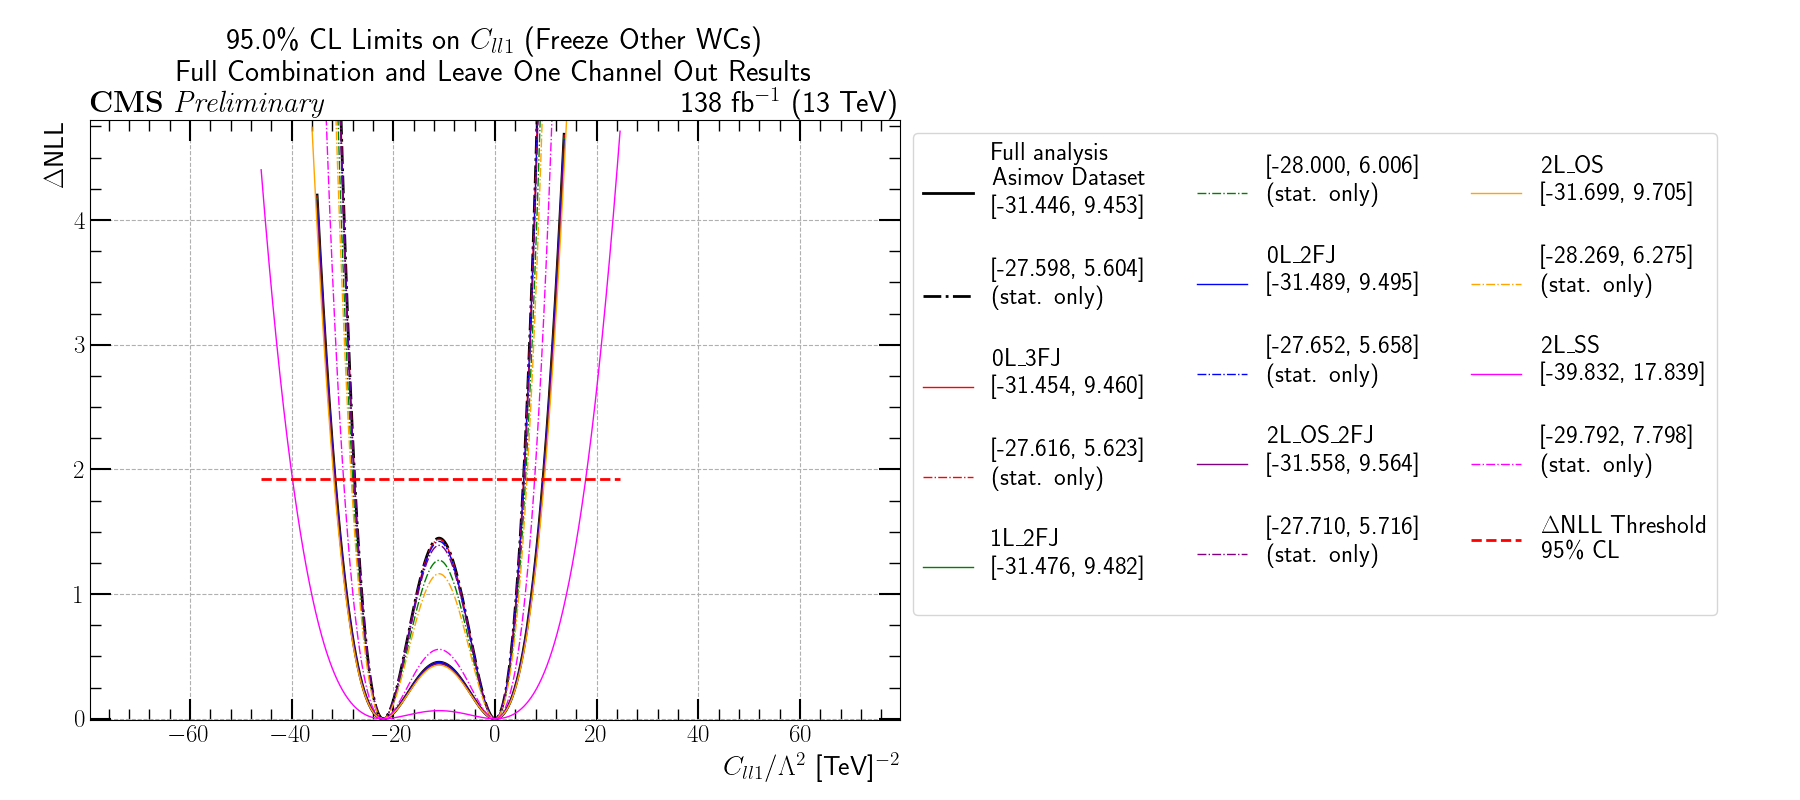 95.0% CL Limits on C_{ll1} (Freeze Other WCs)
Full Combination and Leave One Channel Out Results
CMS Preliminary 138 fb^{-1} (13 TeV)
ΔNLL
4
3
2
1
0
−60 −40 −20 0 20 40 60
C_{ll1}/Λ^2 [TeV]^{-2}
Full analysis
Asimov Dataset
[-31.446, 9.453]
[-27.598, 5.604]
(stat. only)
0L_3FJ
[-31.454, 9.460]
[-27.616, 5.623]
(stat. only)
1L_2FJ
[-31.476, 9.482]
[-28.000, 6.006]
(stat. only)
0L_2FJ
[-31.489, 9.495]
[-27.652, 5.658]
(stat. only)
2L_OS_2FJ
[-31.558, 9.564]
[-27.710, 5.716]
(stat. only)
2L_OS
[-31.699, 9.705]
[-28.269, 6.275]
(stat. only)
2L_SS
[-39.832, 17.839]
[-29.792, 7.798]
(stat. only)
ΔNLL Threshold
95% CL